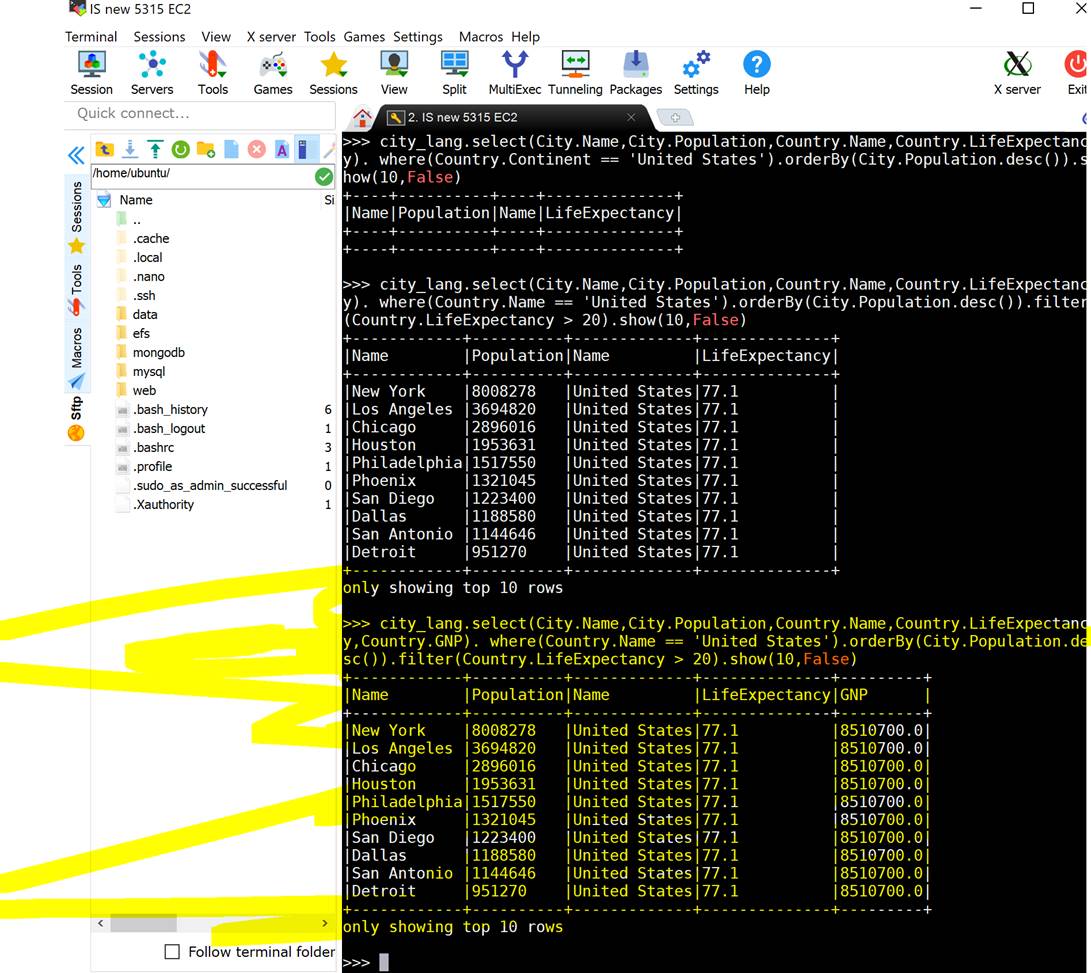 IS new 5315 EC2
Terminal Sessions View X server Tools Games Settings Macros Help
Session Servers Tools Games Sessions View Split MultiExec Tunneling Packages Settings Help X server Exit
Quick connect...
2. IS new 5315 EC2
/home/ubuntu/
Name Si
..
.cache
.local
.nano
.ssh
data
efs
mongodb
mysql
web
.bash_history 6
.bash_logout 1
.bashrc 3
.profile 1
.sudo_as_admin_successful 0
.Xauthority 1
Sessions
Tools
Macros
Sftp
Follow terminal folder
>>> city_lang.select(City.Name,City.Population,Country.Name,Country.LifeExpectanc
y). where(Country.Continent == 'United States').orderBy(City.Population.desc()).s
how(10,False)
+----+----------+----+--------------+
|Name|Population|Name|LifeExpectancy|
+----+----------+----+--------------+
+----+----------+----+--------------+
>>> city_lang.select(City.Name,City.Population,Country.Name,Country.LifeExpectanc
y). where(Country.Name == 'United States').orderBy(City.Population.desc()).filter
(Country.LifeExpectancy > 20).show(10,False)
+------------+----------+-------------+--------------+
|Name        |Population|Name         |LifeExpectancy|
+------------+----------+-------------+--------------+
|New York    |8008278   |United States|77.1          |
|Los Angeles |3694820   |United States|77.1          |
|Chicago     |2896016   |United States|77.1          |
|Houston     |1953631   |United States|77.1          |
|Philadelphia|1517550   |United States|77.1          |
|Phoenix     |1321045   |United States|77.1          |
|San Diego   |1223400   |United States|77.1          |
|Dallas      |1188580   |United States|77.1          |
|San Antonio |1144646   |United States|77.1          |
|Detroit     |951270    |United States|77.1          |
+------------+----------+-------------+--------------+
only showing top 10 rows
>>> city_lang.select(City.Name,City.Population,Country.Name,Country.LifeExpectanc
y,Country.GNP). where(Country.Name == 'United States').orderBy(City.Population.de
sc()).filter(Country.LifeExpectancy > 20).show(10,False)
+------------+----------+-------------+--------------+---------+
|Name        |Population|Name         |LifeExpectancy|GNP      |
+------------+----------+-------------+--------------+---------+
|New York    |8008278   |United States|77.1          |8510700.0|
|Los Angeles |3694820   |United States|77.1          |8510700.0|
|Chicago     |2896016   |United States|77.1          |8510700.0|
|Houston     |1953631   |United States|77.1          |8510700.0|
|Philadelphia|1517550   |United States|77.1          |8510700.0|
|Phoenix     |1321045   |United States|77.1          |8510700.0|
|San Diego   |1223400   |United States|77.1          |8510700.0|
|Dallas      |1188580   |United States|77.1          |8510700.0|
|San Antonio |1144646   |United States|77.1          |8510700.0|
|Detroit     |951270    |United States|77.1          |8510700.0|
+------------+----------+-------------+--------------+---------+
only showing top 10 rows
>>>